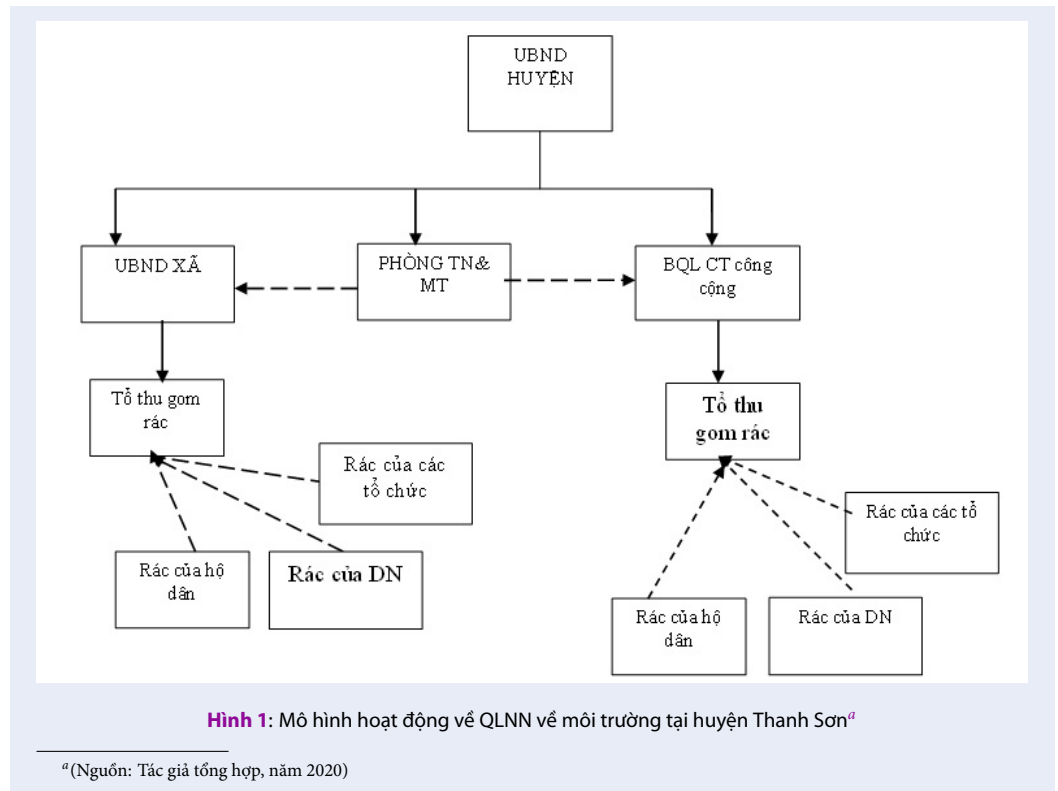 UBND
HUYỆN
UBND XÃ
PHÒNG TN&
MT
BQL CT công
cộng
Tổ thu gom
rác
Tổ thu
gom rác
Rác của các
tổ chức
Rác của các tổ
chức
Rác của hộ
dân
Rác của DN
Rác của hộ
dân
Rác của DN
Hình 1: Mô hình hoạt động về QLNN về môi trường tại huyện Thanh Sơn a
a (Nguồn: Tác giả tổng hợp, năm 2020)